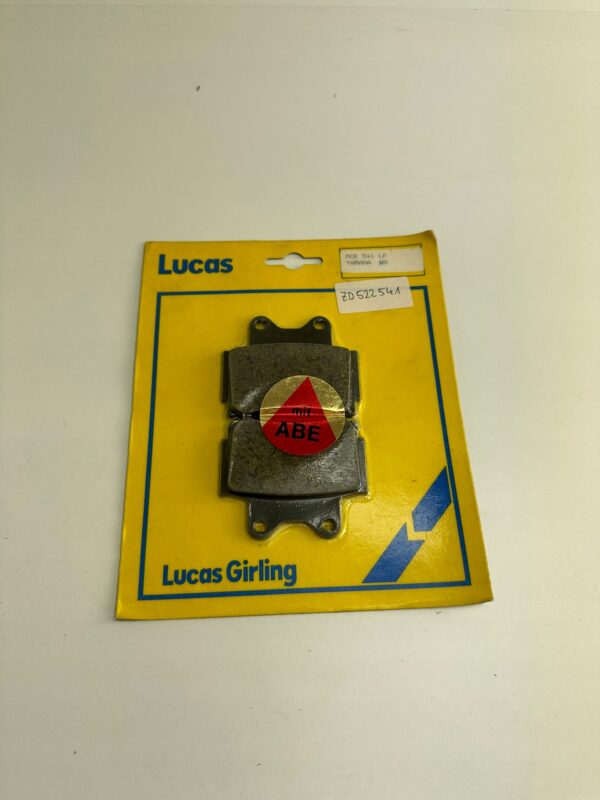 Lucas
MCB 541 LF
YAMAHA
ZD522541
mit
ABE
Lucas Girling